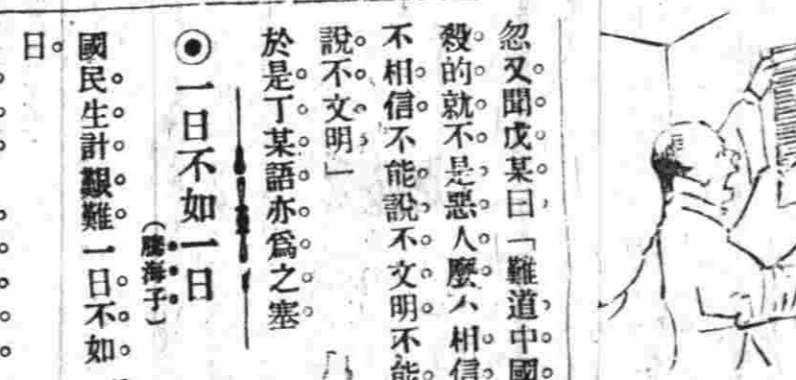 忽又聞戊某曰「難道中國
殺的就不是惡人麼人相信
不相信不能說不文明不能
說不文明」
於是丁某語亦爲之塞
◉一日不如一日
（騰海子）
國民生計艱難一日不如
日